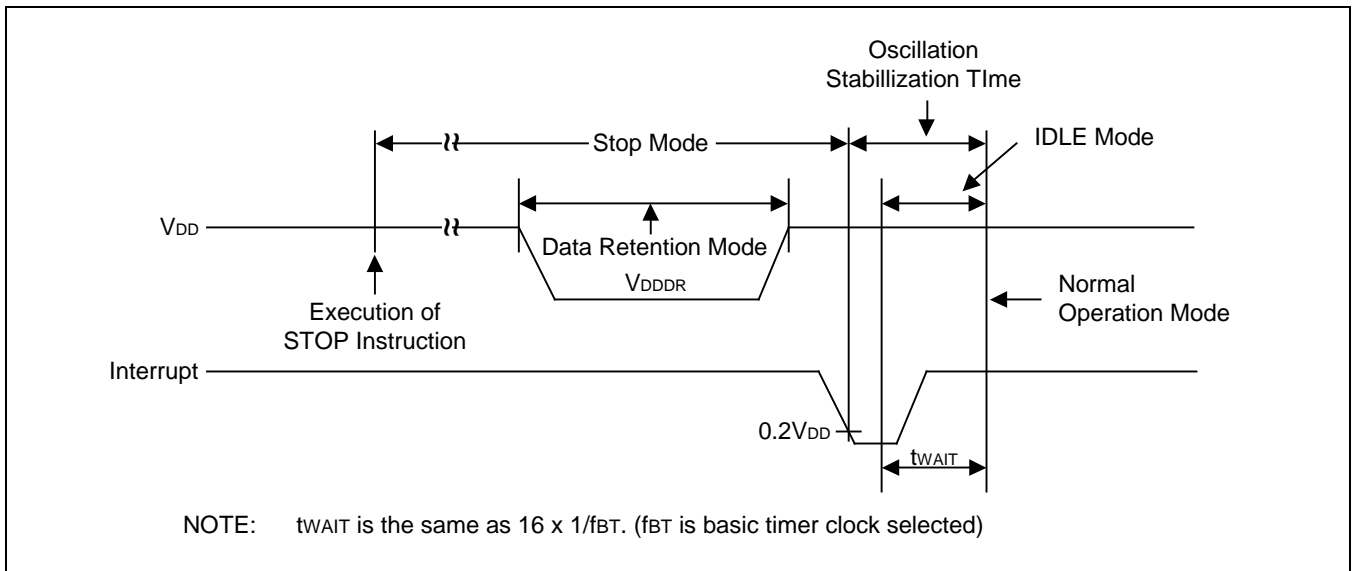 Oscillation
Stabillization TIme
Stop Mode
IDLE Mode
VDD
Data Retention Mode
VDDDR
Execution of
STOP Instruction
Normal
Operation Mode
Interrupt
0.2VDD
tWAIT
NOTE: tWAIT is the same as 16 x 1/fBT. (fBT is basic timer clock selected)